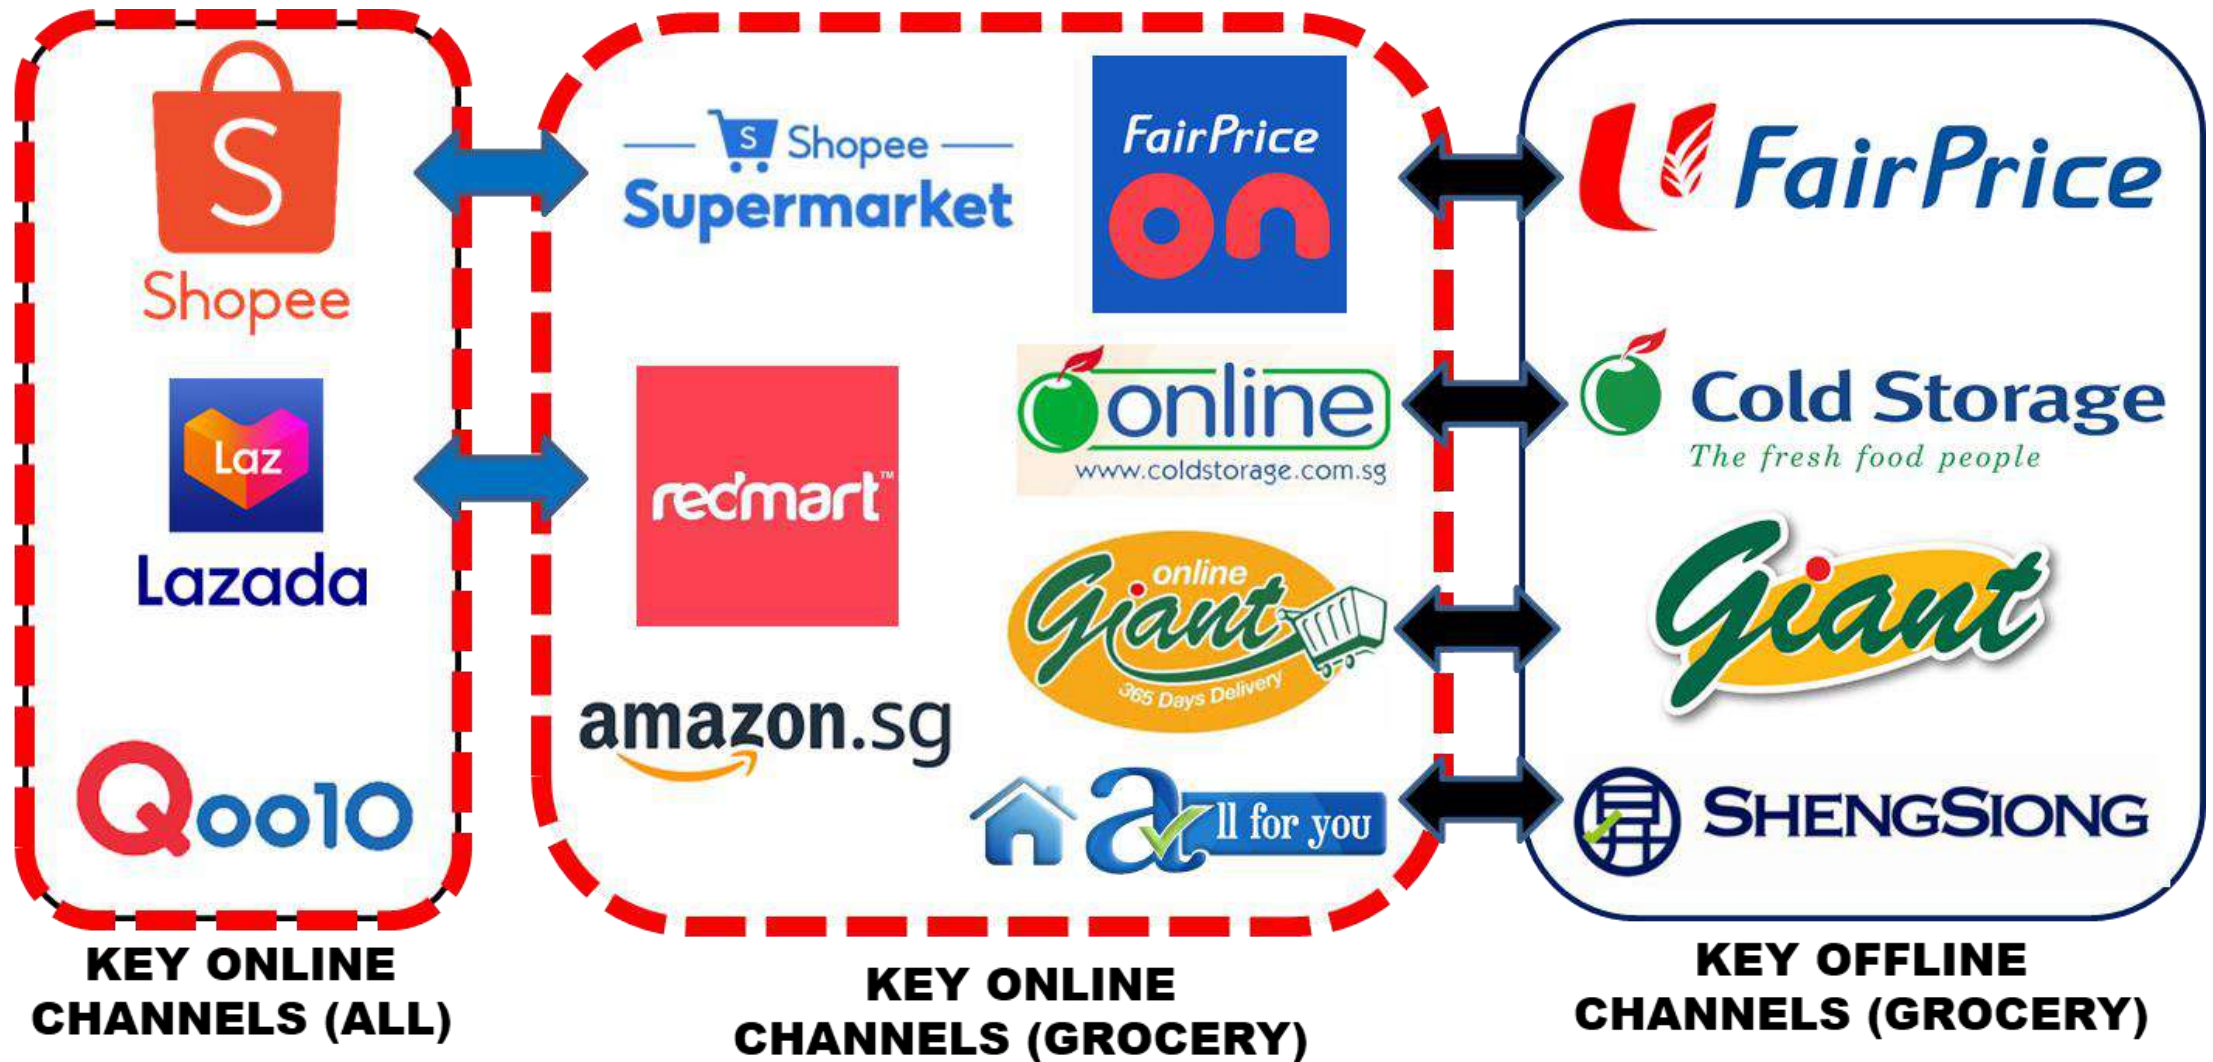 S
Shopee
Laz
Lazada
Qoo10
KEY ONLINE
CHANNELS (ALL)
S Shopee
Supermarket
FairPrice
on
redmart™
online
www.coldstorage.com.sg
online
Giant
365 Days Delivery
amazon.sg
all for you
KEY ONLINE
CHANNELS (GROCERY)
FairPrice
Cold Storage
The fresh food people
Giant
昇 SHENGSIONG
KEY OFFLINE
CHANNELS (GROCERY)